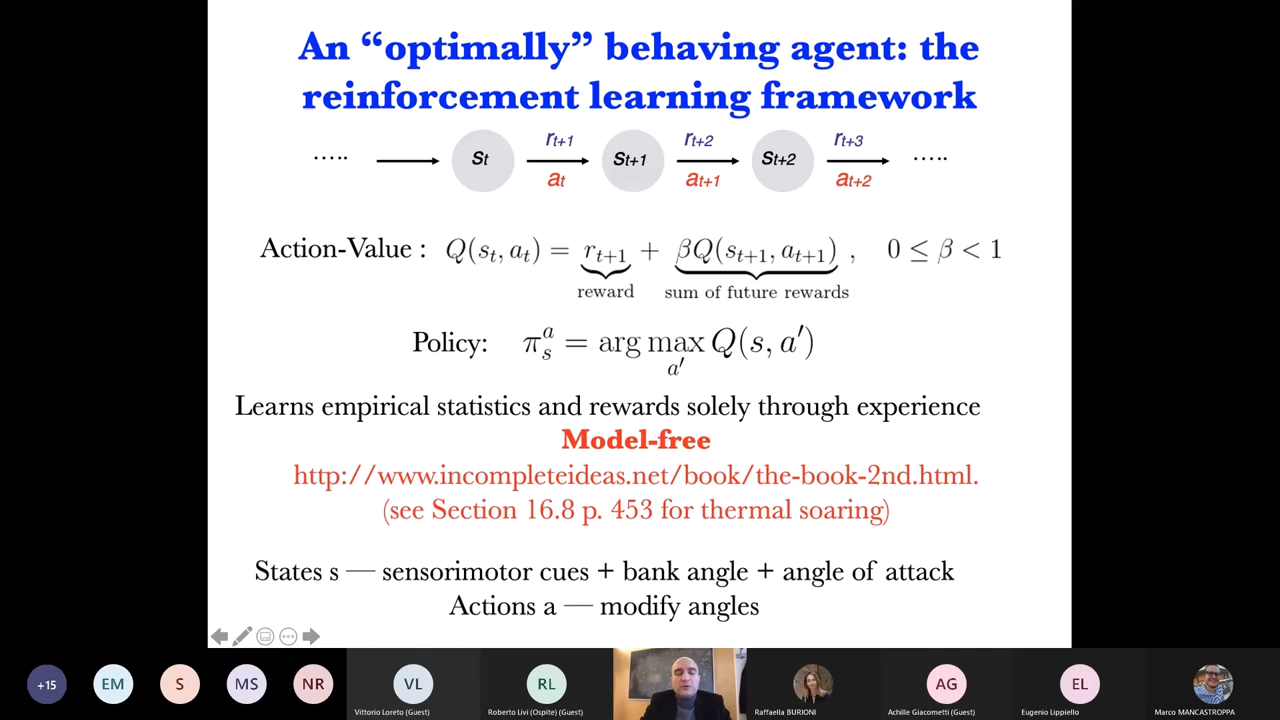 An “optimally” behaving agent: the
reinforcement learning framework
..... st rt+1 at st+1 rt+2 at+1 st+2 rt+3 at+2 .....
Action-Value : Q(st, at) = rt+1 + βQ(st+1, at+1) , 0 ≤ β < 1
reward sum of future rewards
Policy: π_s^a = arg max Q(s, a′)
a′
Learns empirical statistics and rewards solely through experience
Model-free
http://www.incompleteideas.net/book/the-book-2nd.html.
(see Section 16.8 p. 453 for thermal soaring)
States s — sensorimotor cues + bank angle + angle of attack
Actions a — modify angles
+15 EM S MS NR VL RL AG EL
Vittorio Loreto (Guest) Roberto Livi (Ospite) (Guest) Raffaella BURIONI Achille Giacometti (Guest) Eugenio Lippiello Marco MANCASTROPPA